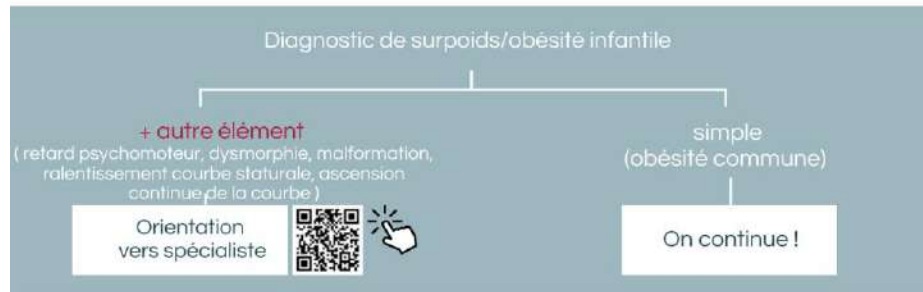 Diagnostic de surpoids/obésité infantile
+ autre élément
( retard psychomoteur, dysmorphie, malformation,
ralentissement courbe staturale, ascension
continue de la courbe )
Orientation
vers spécialiste
simple
(obésité commune)
On continue !